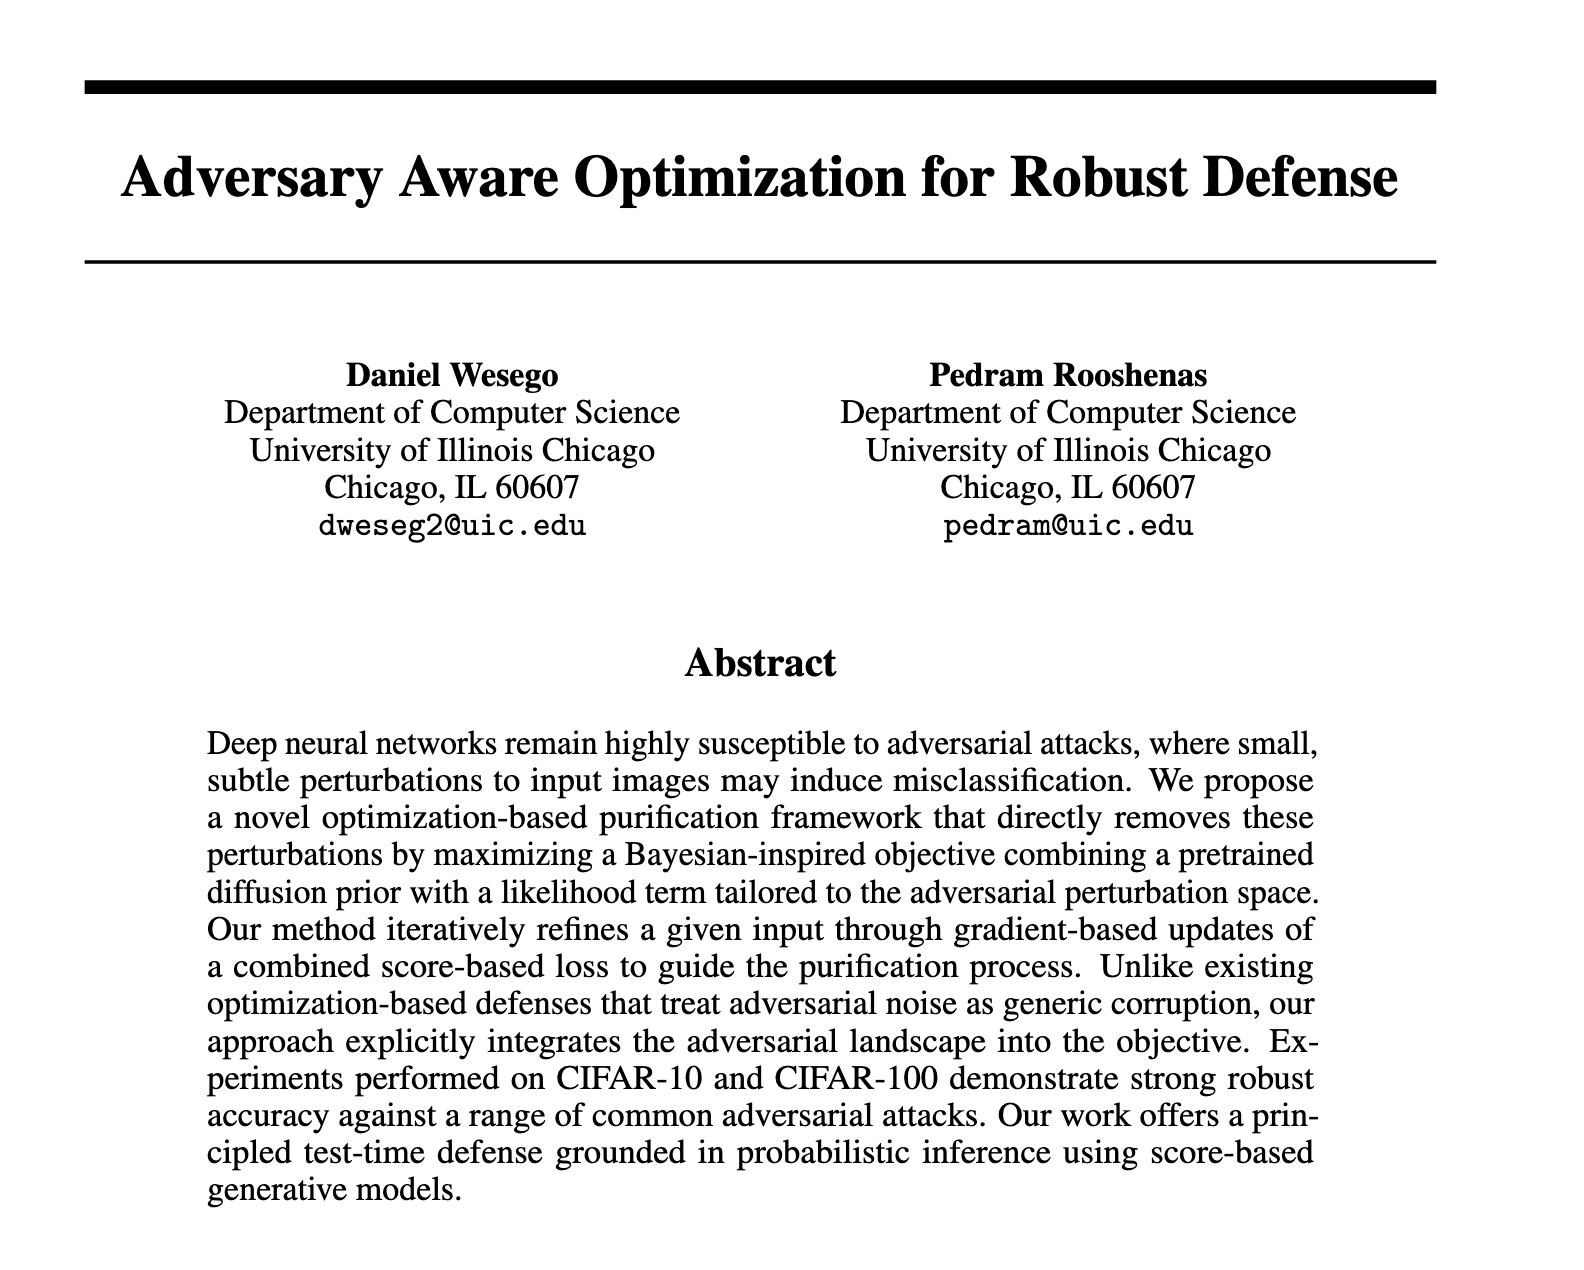 Adversary Aware Optimization for Robust Defense
Daniel Wesego
Department of Computer Science
University of Illinois Chicago
Chicago, IL 60607
dweseg2@uic.edu
Pedram Rooshenas
Department of Computer Science
University of Illinois Chicago
Chicago, IL 60607
pedram@uic.edu
Abstract
Deep neural networks remain highly susceptible to adversarial attacks, where small,
subtle perturbations to input images may induce misclassification. We propose
a novel optimization-based purification framework that directly removes these
perturbations by maximizing a Bayesian-inspired objective combining a pretrained
diffusion prior with a likelihood term tailored to the adversarial perturbation space.
Our method iteratively refines a given input through gradient-based updates of
a combined score-based loss to guide the purification process. Unlike existing
optimization-based defenses that treat adversarial noise as generic corruption, our
approach explicitly integrates the adversarial landscape into the objective. Ex-
periments performed on CIFAR-10 and CIFAR-100 demonstrate strong robust
accuracy against a range of common adversarial attacks. Our work offers a prin-
cipled test-time defense grounded in probabilistic inference using score-based
generative models.